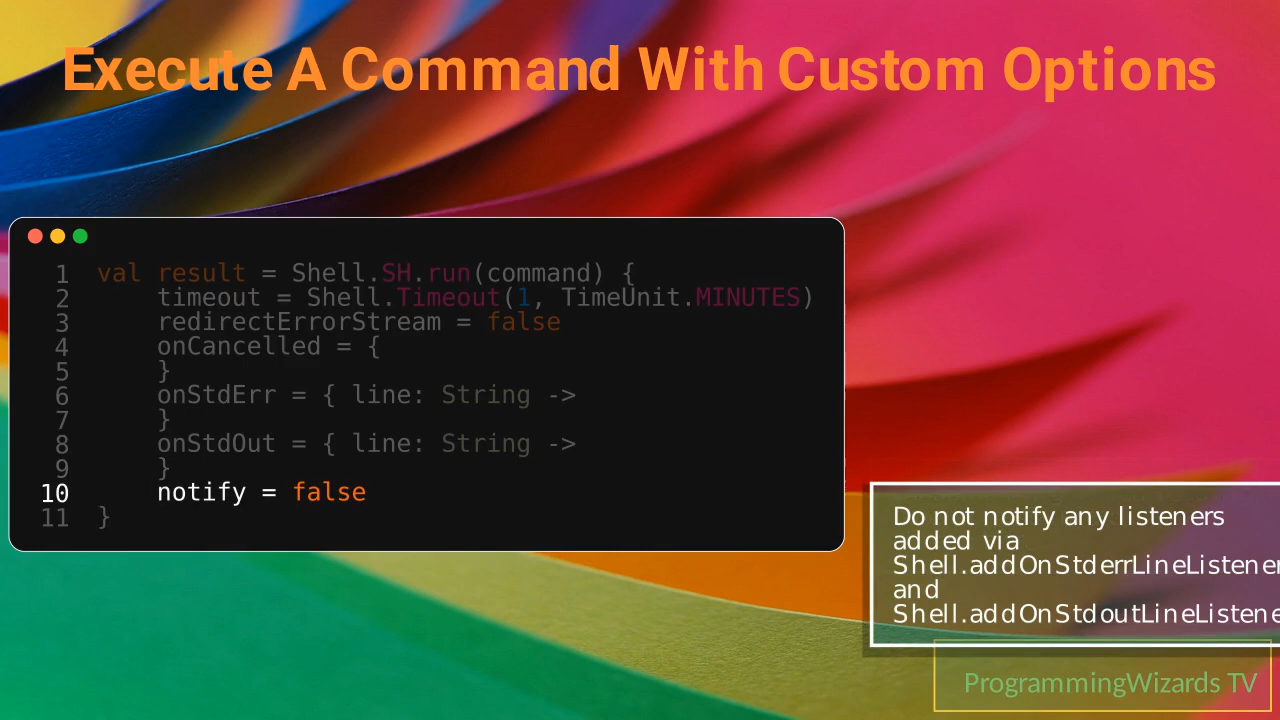 Execute A Command With Custom Options
1 val result = Shell.SH.run(command) {
2 timeout = Shell.Timeout(1, TimeUnit.MINUTES)
3 redirectErrorStream = false
4 onCancelled = {
5 }
6 onStdErr = { line: String ->
7 }
8 onStdOut = { line: String ->
9 }
10 notify = false
11 }
Do not notify any listeners
added via
Shell.addOnStderrLineListener
and
Shell.addOnStdoutLineListene
ProgrammingWizards TV